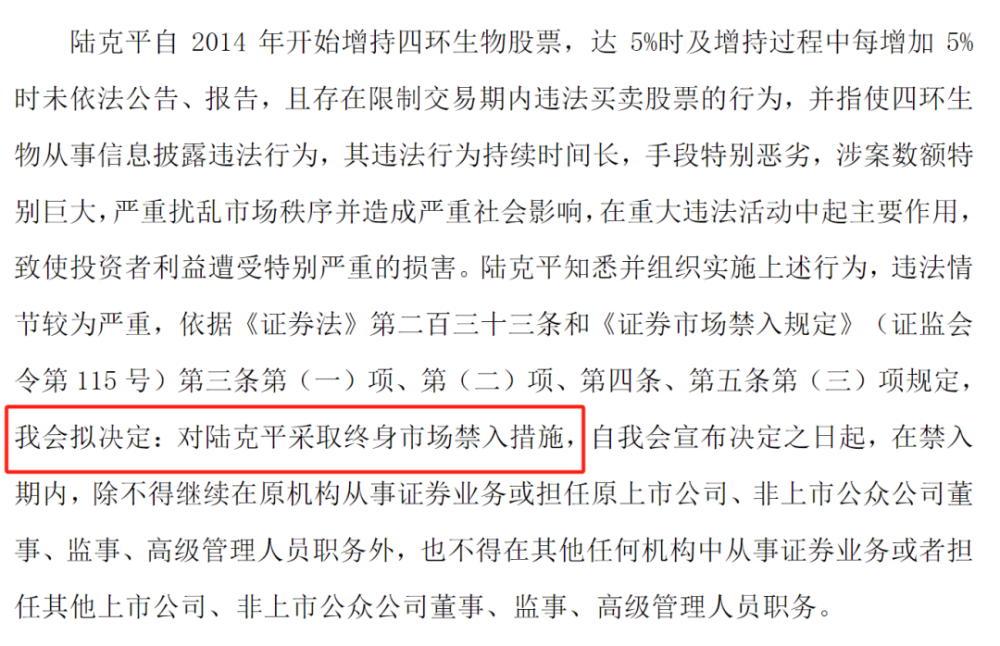 陆克平自 2014 年开始增持四环生物股票，达 5%时及增持过程中每增加 5%
时未依法公告、报告，且存在限制交易期内违法买卖股票的行为，并指使四环生
物从事信息披露违法行为，其违法行为持续时间长，手段特别恶劣，涉案数额特
别巨大，严重扰乱市场秩序并造成严重社会影响，在重大违法活动中起主要作用，
致使投资者利益遭受特别严重的损害。陆克平知悉并组织实施上述行为，违法情
节较为严重，依据《证券法》第二百三十三条和《证券市场禁入规定》（证监会
令第 115 号）第三条第（一）项、第（二）项、第四条、第五条第（三）项规定，
我会拟决定：对陆克平采取终身市场禁入措施，自我会宣布决定之日起，在禁入
期内，除不得继续在原机构从事证券业务或担任原上市公司、非上市公众公司董
事、监事、高级管理人员职务外，也不得在其他任何机构中从事证券业务或者担
任其他上市公司、非上市公众公司董事、监事、高级管理人员职务。